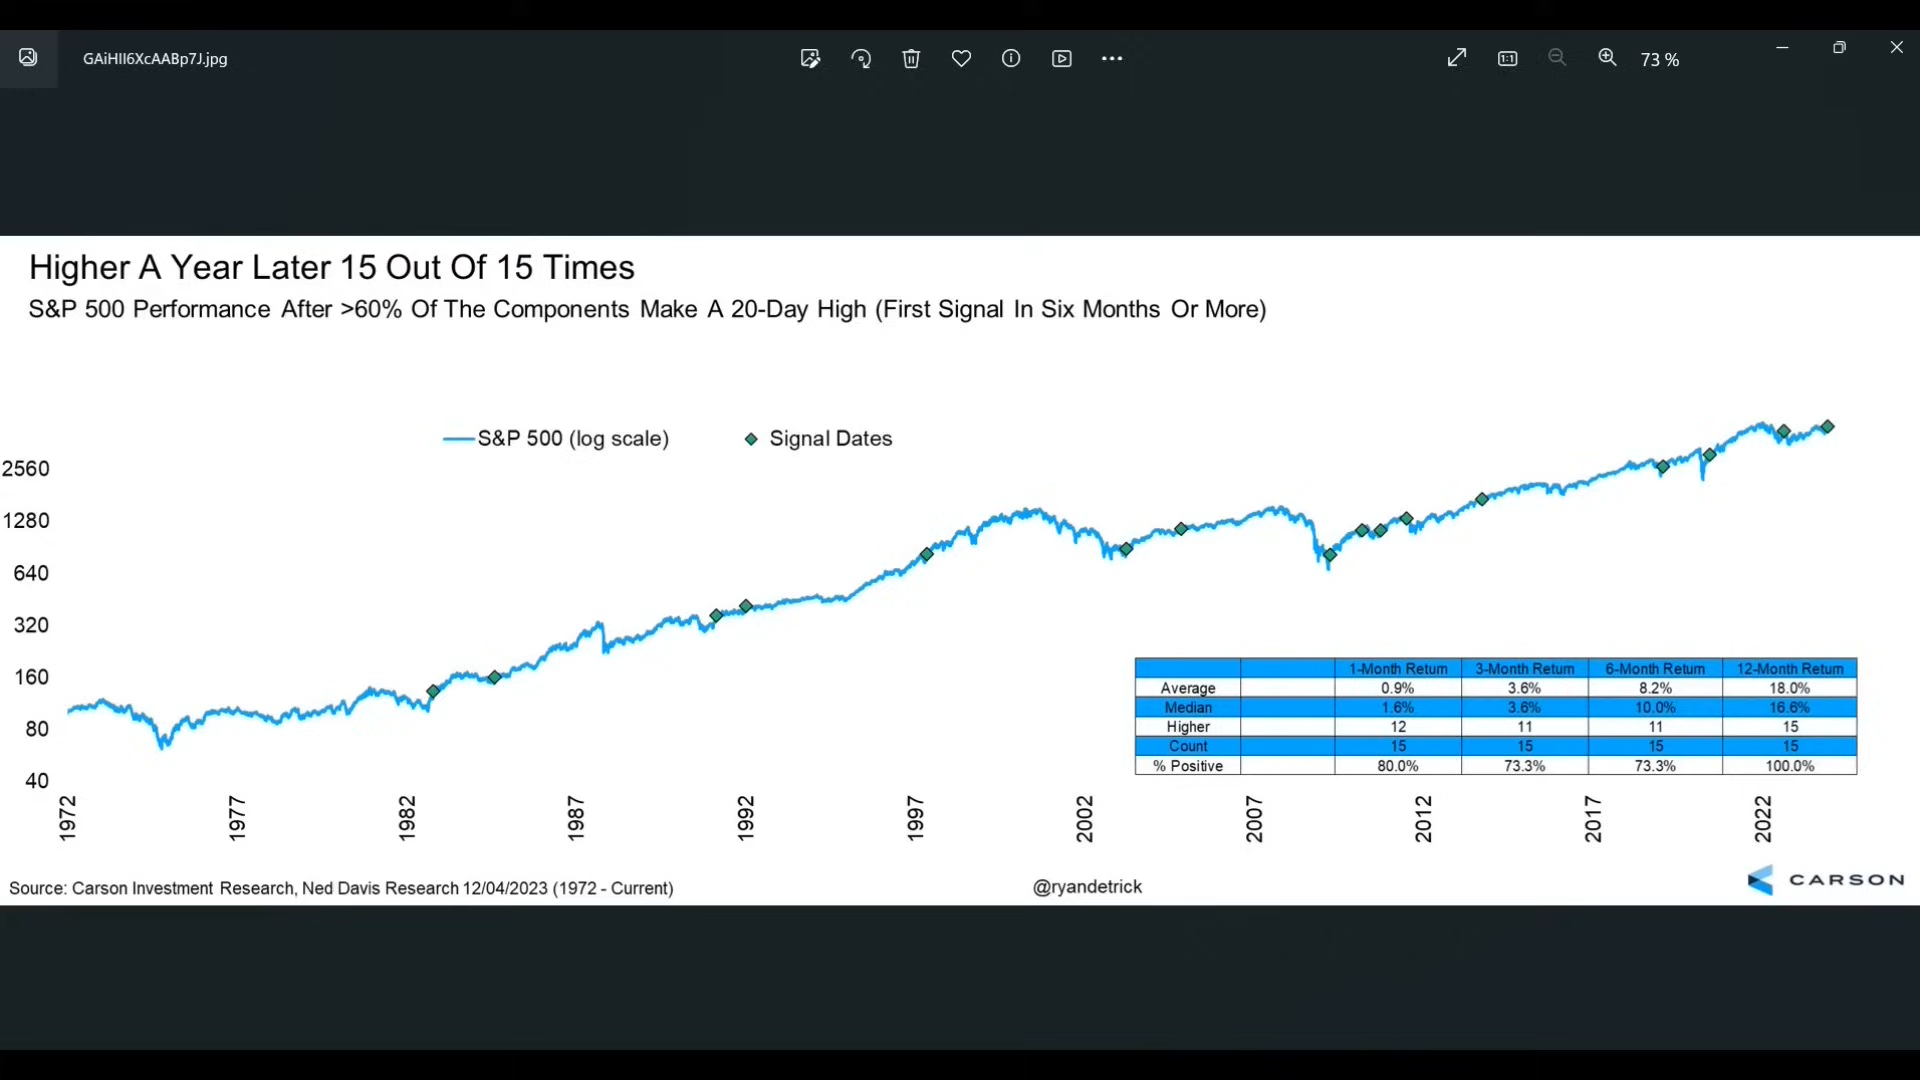 GAiHII6XcAABp7J.jpg
1:1
73 %
Higher A Year Later 15 Out Of 15 Times
S&P 500 Performance After >60% Of The Components Make A 20-Day High (First Signal In Six Months Or More)
S&P 500 (log scale)
Signal Dates
2560
1280
640
320
160
80
40
1-Month Return 3-Month Return 6-Month Return 12-Month Return
Average 0.9% 3.6% 8.2% 18.0%
Median 1.6% 3.6% 10.0% 16.6%
Higher 12 11 11 15
Count 15 15 15 15
% Positive 80.0% 73.3% 73.3% 100.0%
1972 1977 1982 1987 1992 1997 2002 2007 2012 2017 2022
Source: Carson Investment Research, Ned Davis Research 12/04/2023 (1972 - Current)
@ryandetrick
CARSON